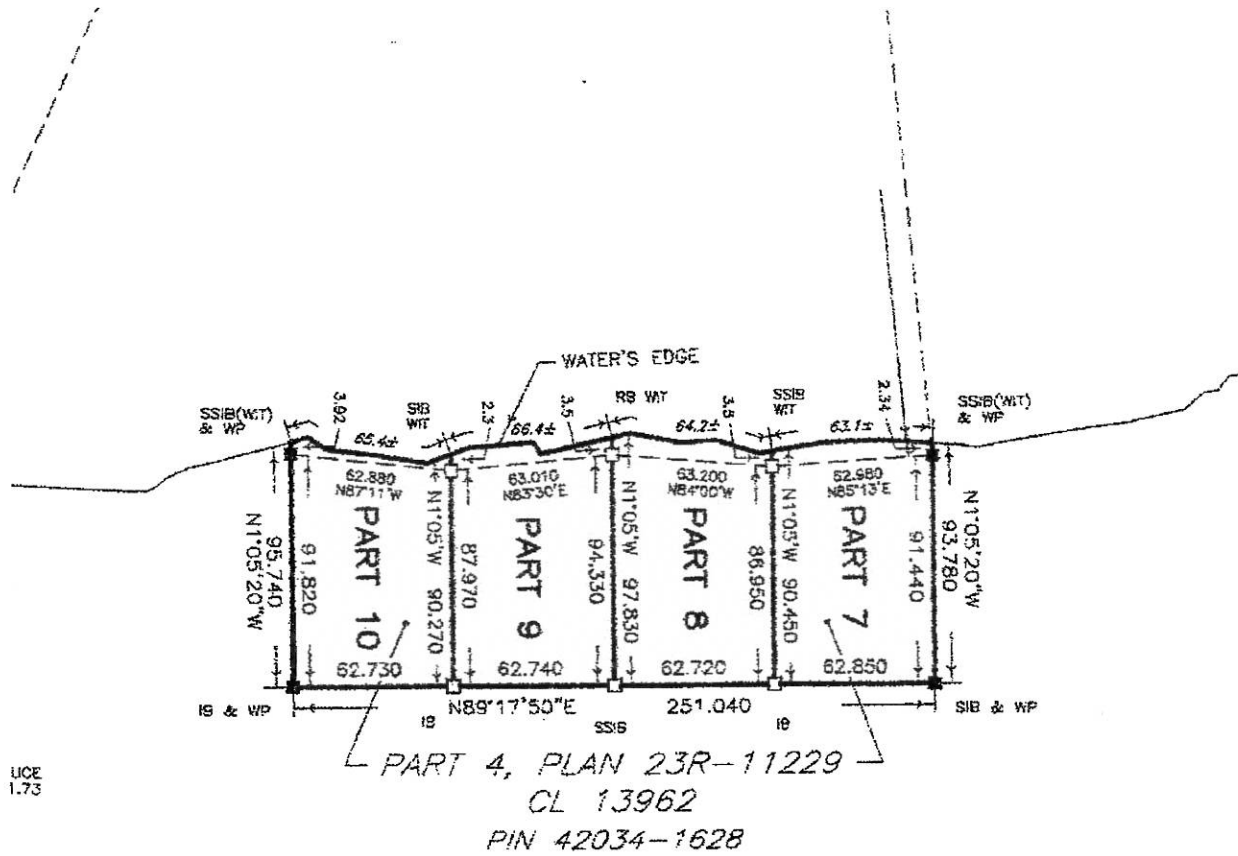 WATER'S EDGE
SSIB(WIT)
& WP
3.92
65.4±
SIB
WIT
2.3
66.4±
3.5
RB WIT
64.2±
3.5
SSIB
WIT
63.1±
2.34
SSIB(WIT)
& WP
62.880
N87°11'W
63.010
N83°30'E
63.200
N84°00'W
62.980
N85°13'E
N1°05'20"W
95.740
91.820
PART 10
N1°05'W 90.270
87.970
PART 9
94.330
N1°05'W 97.830
PART 8
86.950
N1°05'W 90.450
PART 7
91.440
93.780
N1°05'20"W
62.730
62.740
62.720
62.850
IB & WP
IB
N89°17'50"E
SSIB
251.040
IB
SIB & WP
PART 4, PLAN 23R-11229
CL 13962
PIN 42034-1628
UCE
1.73